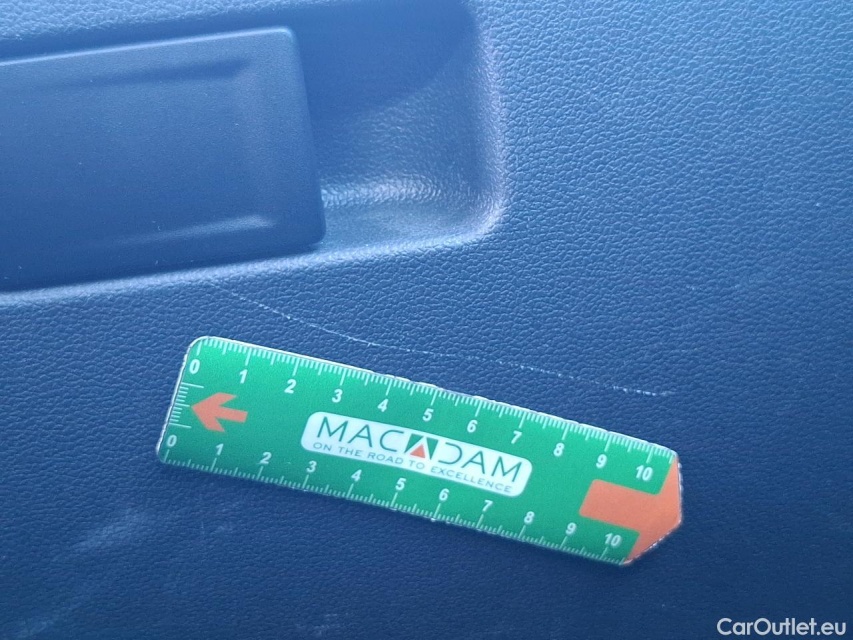 0 1 2 3 4 5 6 7 8 9 10
MACADAM
ON THE ROAD TO EXCELLENCE
0 1 2 3 4 5 6 7 8 9 10
CarOutlet.eu